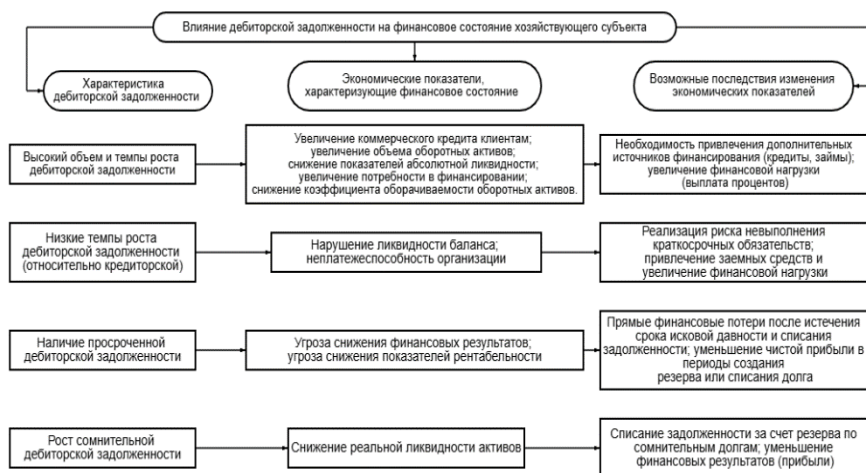 Влияние дебиторской задолженности на финансовое состояние хозяйствующего субъекта
Характеристика
дебиторской задолженности
Экономические показатели,
характеризующие финансовое состояние
Возможные последствия изменения
экономических показателей
Высокий объем и темпы роста
дебиторской задолженности
Увеличение коммерческого кредита клиентам;
увеличение объема оборотных активов;
снижение показателей абсолютной ликвидности;
увеличение потребности в финансировании;
снижение коэффициента оборачиваемости оборотных активов.
Необходимость привлечения дополнительных
источников финансирования (кредиты, займы);
увеличение финансовой нагрузки
(выплата процентов)
Низкие темпы роста
дебиторской задолженности
(относительно кредиторской)
Нарушение ликвидности баланса;
неплатежеспособность организации
Реализация риска невыполнения
краткосрочных обязательств;
привлечение заемных средств и
увеличение финансовой нагрузки
Наличие просроченной
дебиторской задолженности
Угроза снижения финансовых результатов;
угроза снижения показателей рентабельности
Прямые финансовые потери после истечения
срока исковой давности и списания
задолженности; уменьшение чистой прибыли в
периоды создания
резерва или списания долга
Рост сомнительной
дебиторской задолженности
Снижение реальной ликвидности активов
Списание задолженности за счет резерва по
сомнительным долгам; уменьшение
финансовых результатов (прибыли)